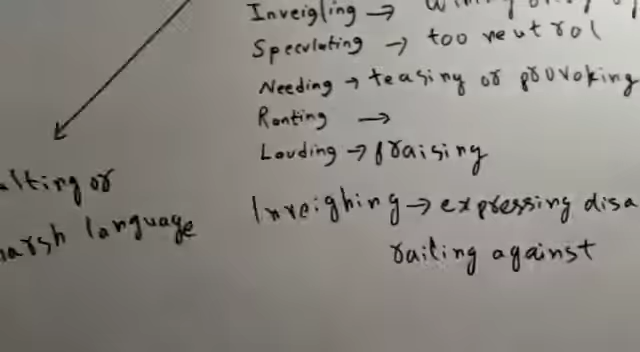 Inveigling →
Speculating → too neutral
Needing → teasing or provoking
Ranting →
Lauding → praising
Inveighing → expressing disa
railing against
lting or
harsh language